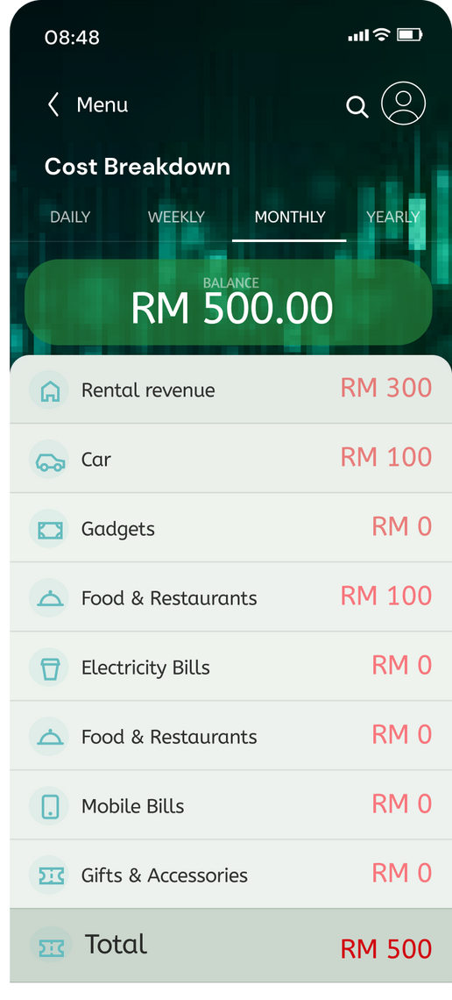 08:48
Menu
Cost Breakdown
DAILY WEEKLY MONTHLY YEARLY
BALANCE
RM 500.00
Rental revenue RM 300
Car RM 100
Gadgets RM 0
Food & Restaurants RM 100
Electricity Bills RM 0
Food & Restaurants RM 0
Mobile Bills RM 0
Gifts & Accessories RM 0
Total RM 500